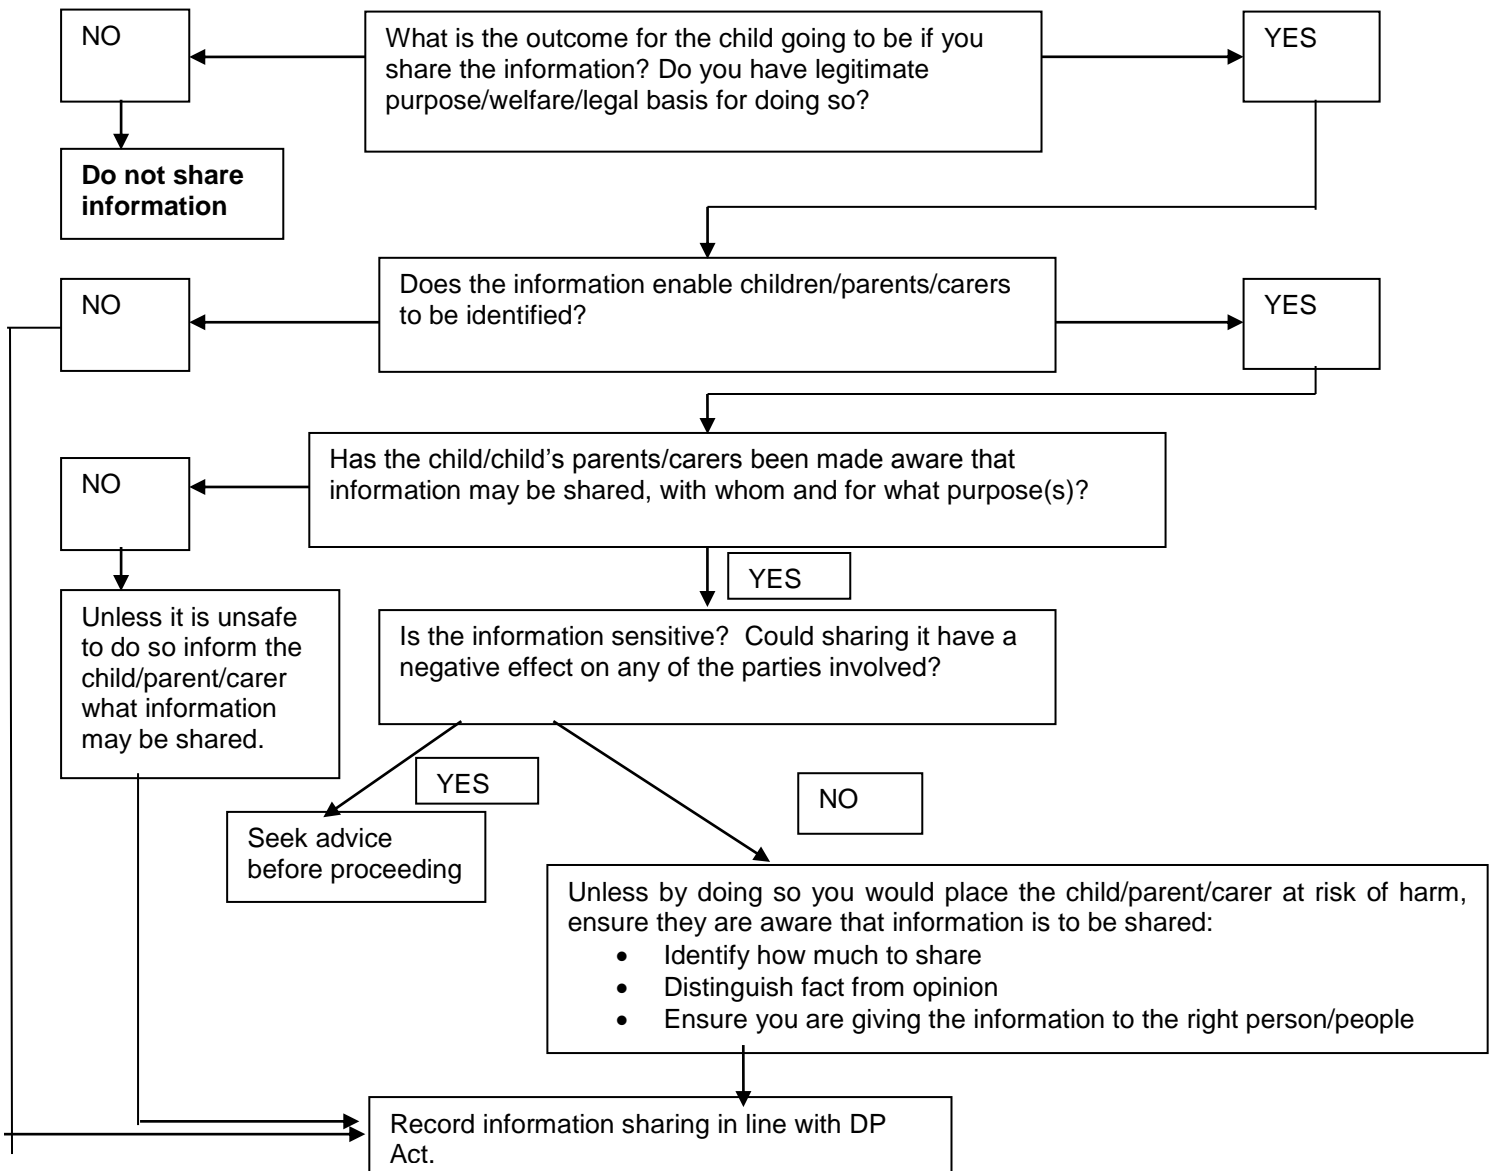 NO
What is the outcome for the child going to be if you
share the information? Do you have legitimate
purpose/welfare/legal basis for doing so?
YES
Do not share
information
NO
Does the information enable children/parents/carers
to be identified?
YES
NO
Has the child/child’s parents/carers been made aware that
information may be shared, with whom and for what purpose(s)?
YES
Unless it is unsafe
to do so inform the
child/parent/carer
what information
may be shared.
Is the information sensitive?  Could sharing it have a
negative effect on any of the parties involved?
YES
NO
Seek advice
before proceeding
Unless by doing so you would place the child/parent/carer at risk of harm,
ensure they are aware that information is to be shared:
• Identify how much to share
• Distinguish fact from opinion
• Ensure you are giving the information to the right person/people
Record information sharing in line with DP
Act.